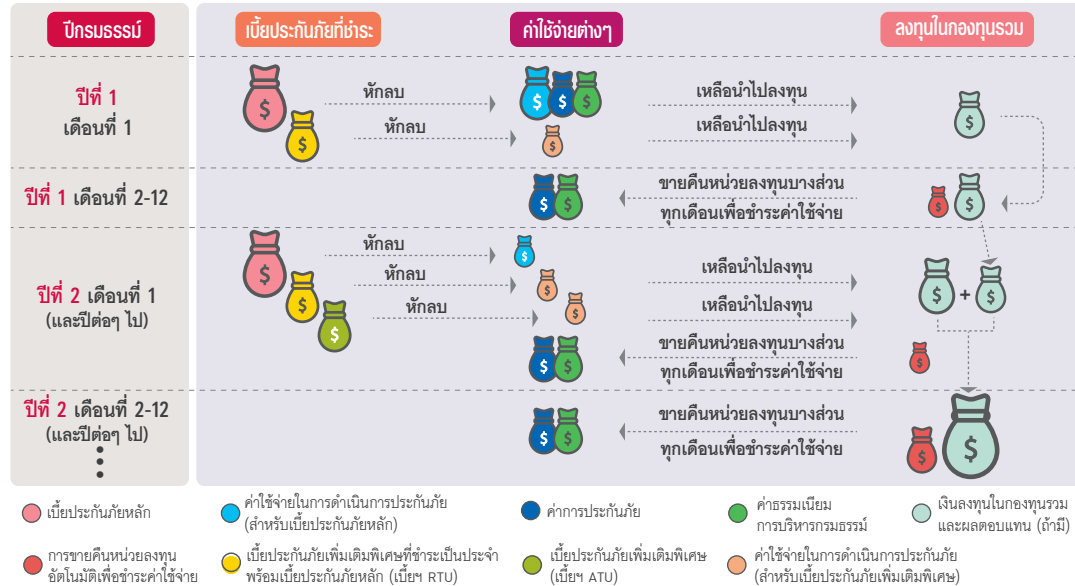 ปีกรมธรรม์
เบี้ยประกันภัยที่ชำระ
ค่าใช้จ่ายต่างๆ
ลงทุนในกองทุนรวม
ปีที่ 1
เดือนที่ 1
$
$
หักลบ
หักลบ
$
$
$
$
เหลือนำไปลงทุน
เหลือนำไปลงทุน
$
ปีที่ 1 เดือนที่ 2-12
$
$
ขายคืนหน่วยลงทุนบางส่วน
ทุกเดือนเพื่อชำระค่าใช้จ่าย
$
$
ปีที่ 2 เดือนที่ 1
(และปีต่อๆ ไป)
$
$
$
หักลบ
หักลบ
หักลบ
$
$
$
$
$
เหลือนำไปลงทุน
เหลือนำไปลงทุน
ขายคืนหน่วยลงทุนบางส่วน
ทุกเดือนเพื่อชำระค่าใช้จ่าย
$ + $
$
ปีที่ 2 เดือนที่ 2-12
(และปีต่อๆ ไป)
$
$
ขายคืนหน่วยลงทุนบางส่วน
ทุกเดือนเพื่อชำระค่าใช้จ่าย
$
$
เบี้ยประกันภัยหลัก
ค่าใช้จ่ายในการดำเนินการประกันภัย
(สำหรับเบี้ยประกันภัยหลัก)
ค่าการประกันภัย
ค่าธรรมเนียม
การบริหารกรมธรรม์
เงินลงทุนในกองทุนรวม
และผลตอบแทน (ถ้ามี)
การขายคืนหน่วยลงทุน
อัตโนมัติเพื่อชำระค่าใช้จ่าย
เบี้ยประกันภัยเพิ่มเติมพิเศษที่ชำระเป็นประจำ
พร้อมเบี้ยประกันภัยหลัก (เบี้ยฯ RTU)
เบี้ยประกันภัยเพิ่มเติมพิเศษ
(เบี้ยฯ ATU)
ค่าใช้จ่ายในการดำเนินการประกันภัย
(สำหรับเบี้ยประกันภัยเพิ่มเติมพิเศษ)